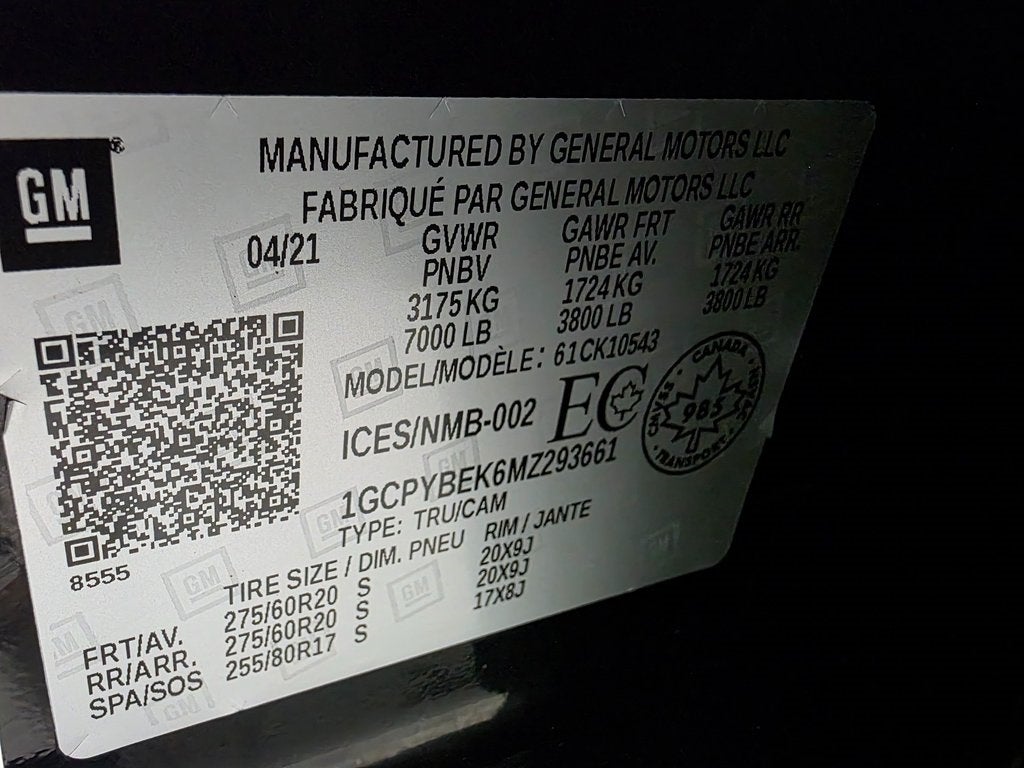 GM®
MANUFACTURED BY GENERAL MOTORS LLC
FABRIQUÉ PAR GENERAL MOTORS LLC
04/21
GVWR GAWR FRT GAWR RR
PNBV PNBE AV. PNBE ARR.
3175 KG 1724 KG 1724 KG
7000 LB 3800 LB 3800 LB
MODEL/MODÈLE: 61CK10543
ICES/NMB-002 EC
CANADA
985
TRANSPORT
1GCPYBEK6MZ293661
TYPE: TRU/CAM
8555
TIRE SIZE / DIM. PNEU RIM / JANTE
FRT/AV. 275/60R20 S 20X9J
RR/ARR. 275/60R20 S 20X9J
SPA/SOS 255/80R17 S 17X8J